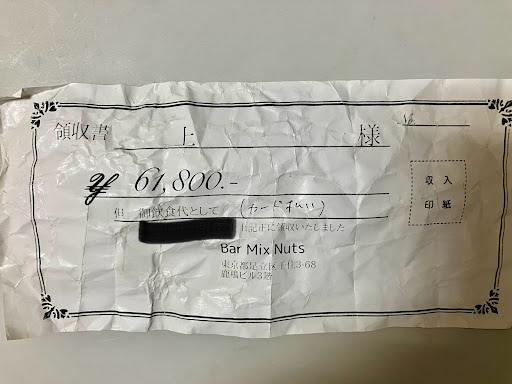 領収書 上 様 No.
¥ 61,800.-
収入
印紙
但 御飲食代として (カード払い)
上記正に領収いたしました
Bar Mix Nuts
東京都足立区千住3-68
鹿嶋ビル3階